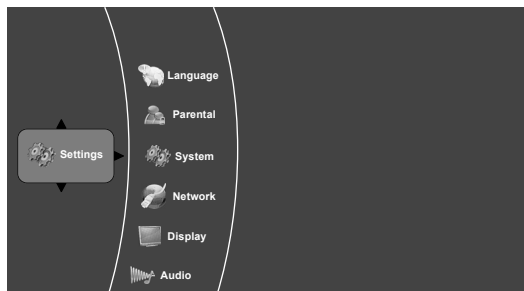 Language
Parental
Settings
System
Network
Display
Audio